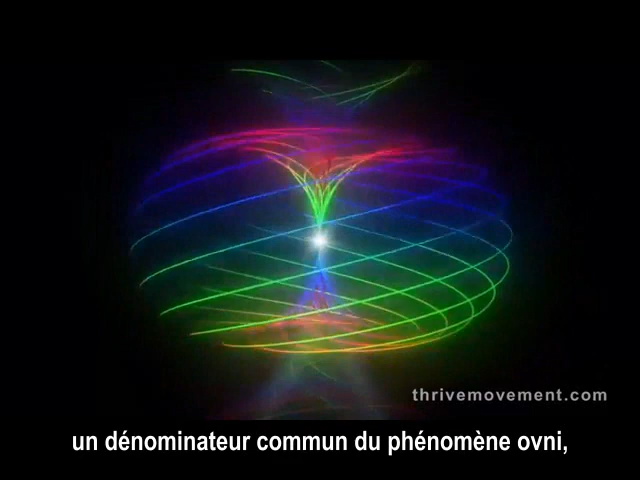 thrivemovement.com
un dénominateur commun du phénomène ovni,